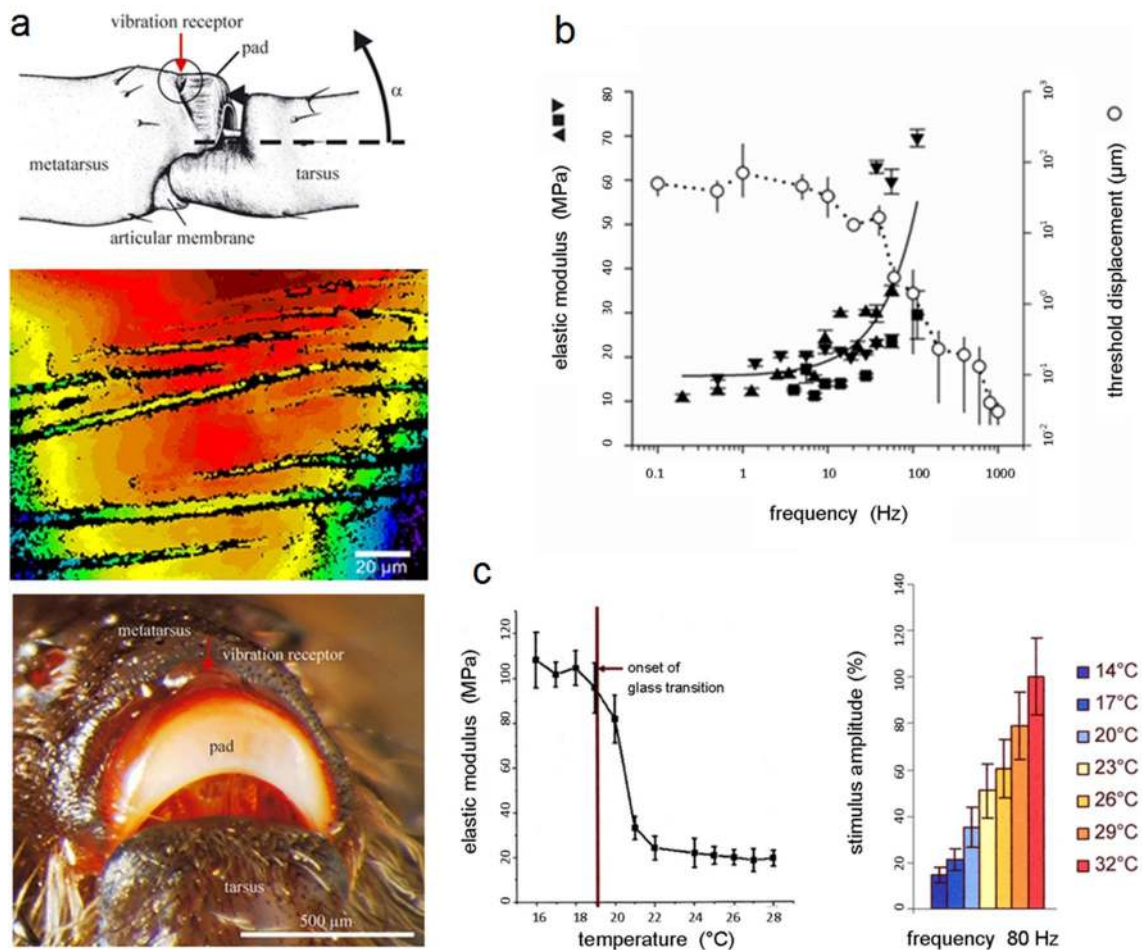 a
vibration receptor
pad
α
metatarsus
tarsus
articular membrane
20 µm
metatarsus
vibration receptor
pad
tarsus
500 µm
b
elastic modulus (MPa)
80
70
60
50
40
30
20
10
0
threshold displacement (µm)
10³
10²
10¹
10⁰
10⁻¹
10⁻²
0.1
1
10
100
1000
frequency (Hz)
c
elastic modulus (MPa)
120
100
80
60
40
20
0
onset of
glass transition
16
18
20
22
24
26
28
temperature (°C)
stimulus amplitude (%)
140
120
100
80
60
40
20
0
frequency 80 Hz
14°C
17°C
20°C
23°C
26°C
29°C
32°C